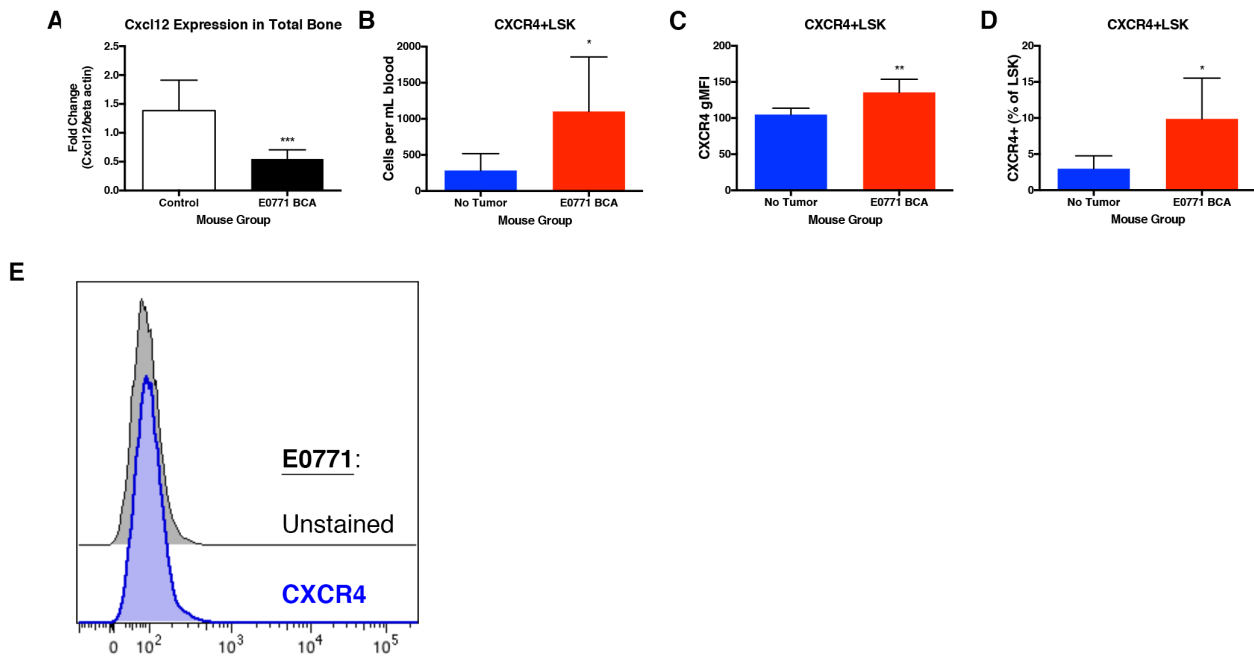 A
Cxcl12 Expression in Total Bone
Fold Change
(Cxcl12/beta actin)
2.5
2.0
1.5
1.0
0.5
0.0
***
Control
E0771 BCA
Mouse Group
B
CXCR4+LSK
Cells per mL blood
2000
1500
1000
500
0
*
No Tumor
E0771 BCA
Mouse Group
C
CXCR4+LSK
CXCR4 gMFI
200
150
100
50
0
**
No Tumor
E0771 BCA
Mouse Group
D
CXCR4+LSK
CXCR4+ (% of LSK)
20
15
10
5
0
*
No Tumor
E0771 BCA
Mouse Group
E
E0771:
Unstained
CXCR4
0 10² 10³ 10⁴ 10⁵